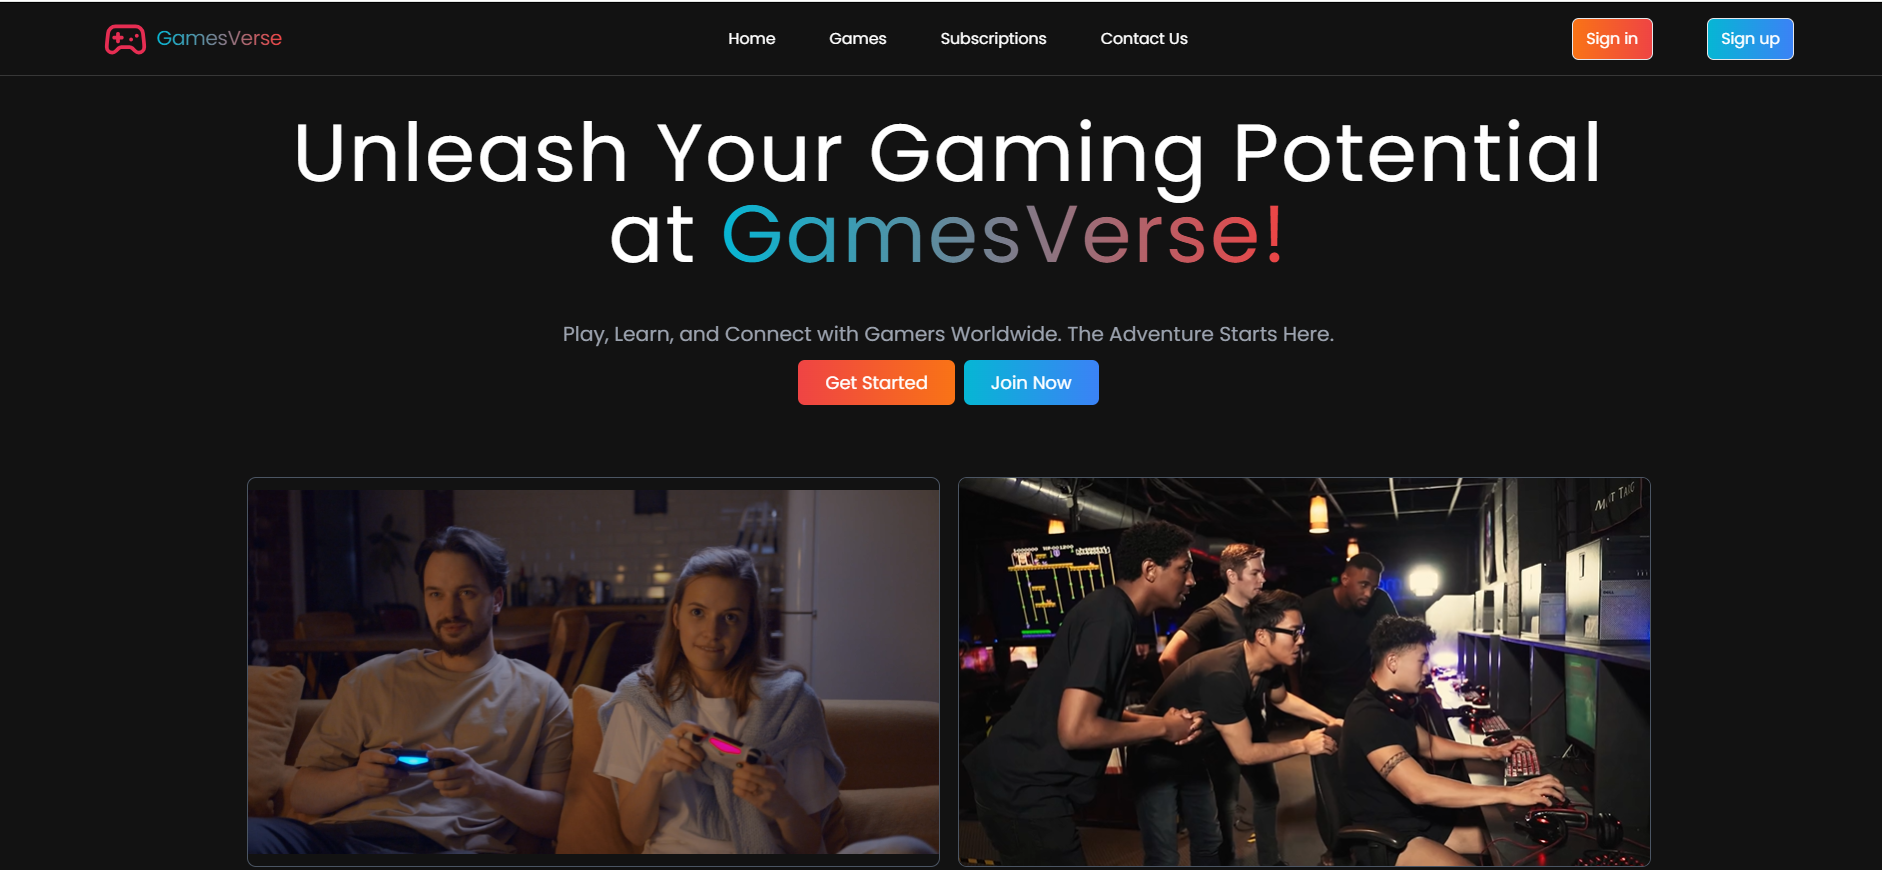 GamesVerse
Home
Games
Subscriptions
Contact Us
Sign in
Sign up
Unleash Your Gaming Potential
at GamesVerse!
Play, Learn, and Connect with Gamers Worldwide. The Adventure Starts Here.
Get Started
Join Now